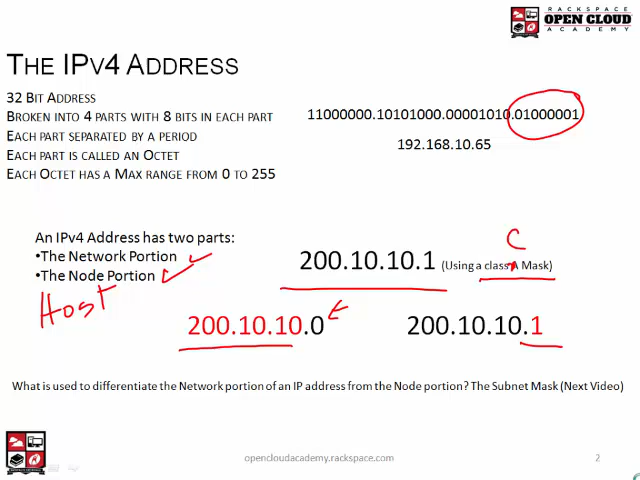 RACKSPACE
OPEN CLOUD
ACADEMY
THE IPV4 ADDRESS
32 BIT ADDRESS
BROKEN INTO 4 PARTS WITH 8 BITS IN EACH PART
EACH PART SEPARATED BY A PERIOD
EACH PART IS CALLED AN OCTET
EACH OCTET HAS A MAX RANGE FROM 0 TO 255
11000000.10101000.00001010.01000001
192.168.10.65
An IPv4 Address has two parts:
•The Network Portion
•The Node Portion
Host
C
200.10.10.1 (Using a class A Mask)
200.10.10.0
200.10.10.1
What is used to differentiate the Network portion of an IP address from the Node portion? The Subnet Mask (Next Video)
opencloudacademy.rackspace.com
2